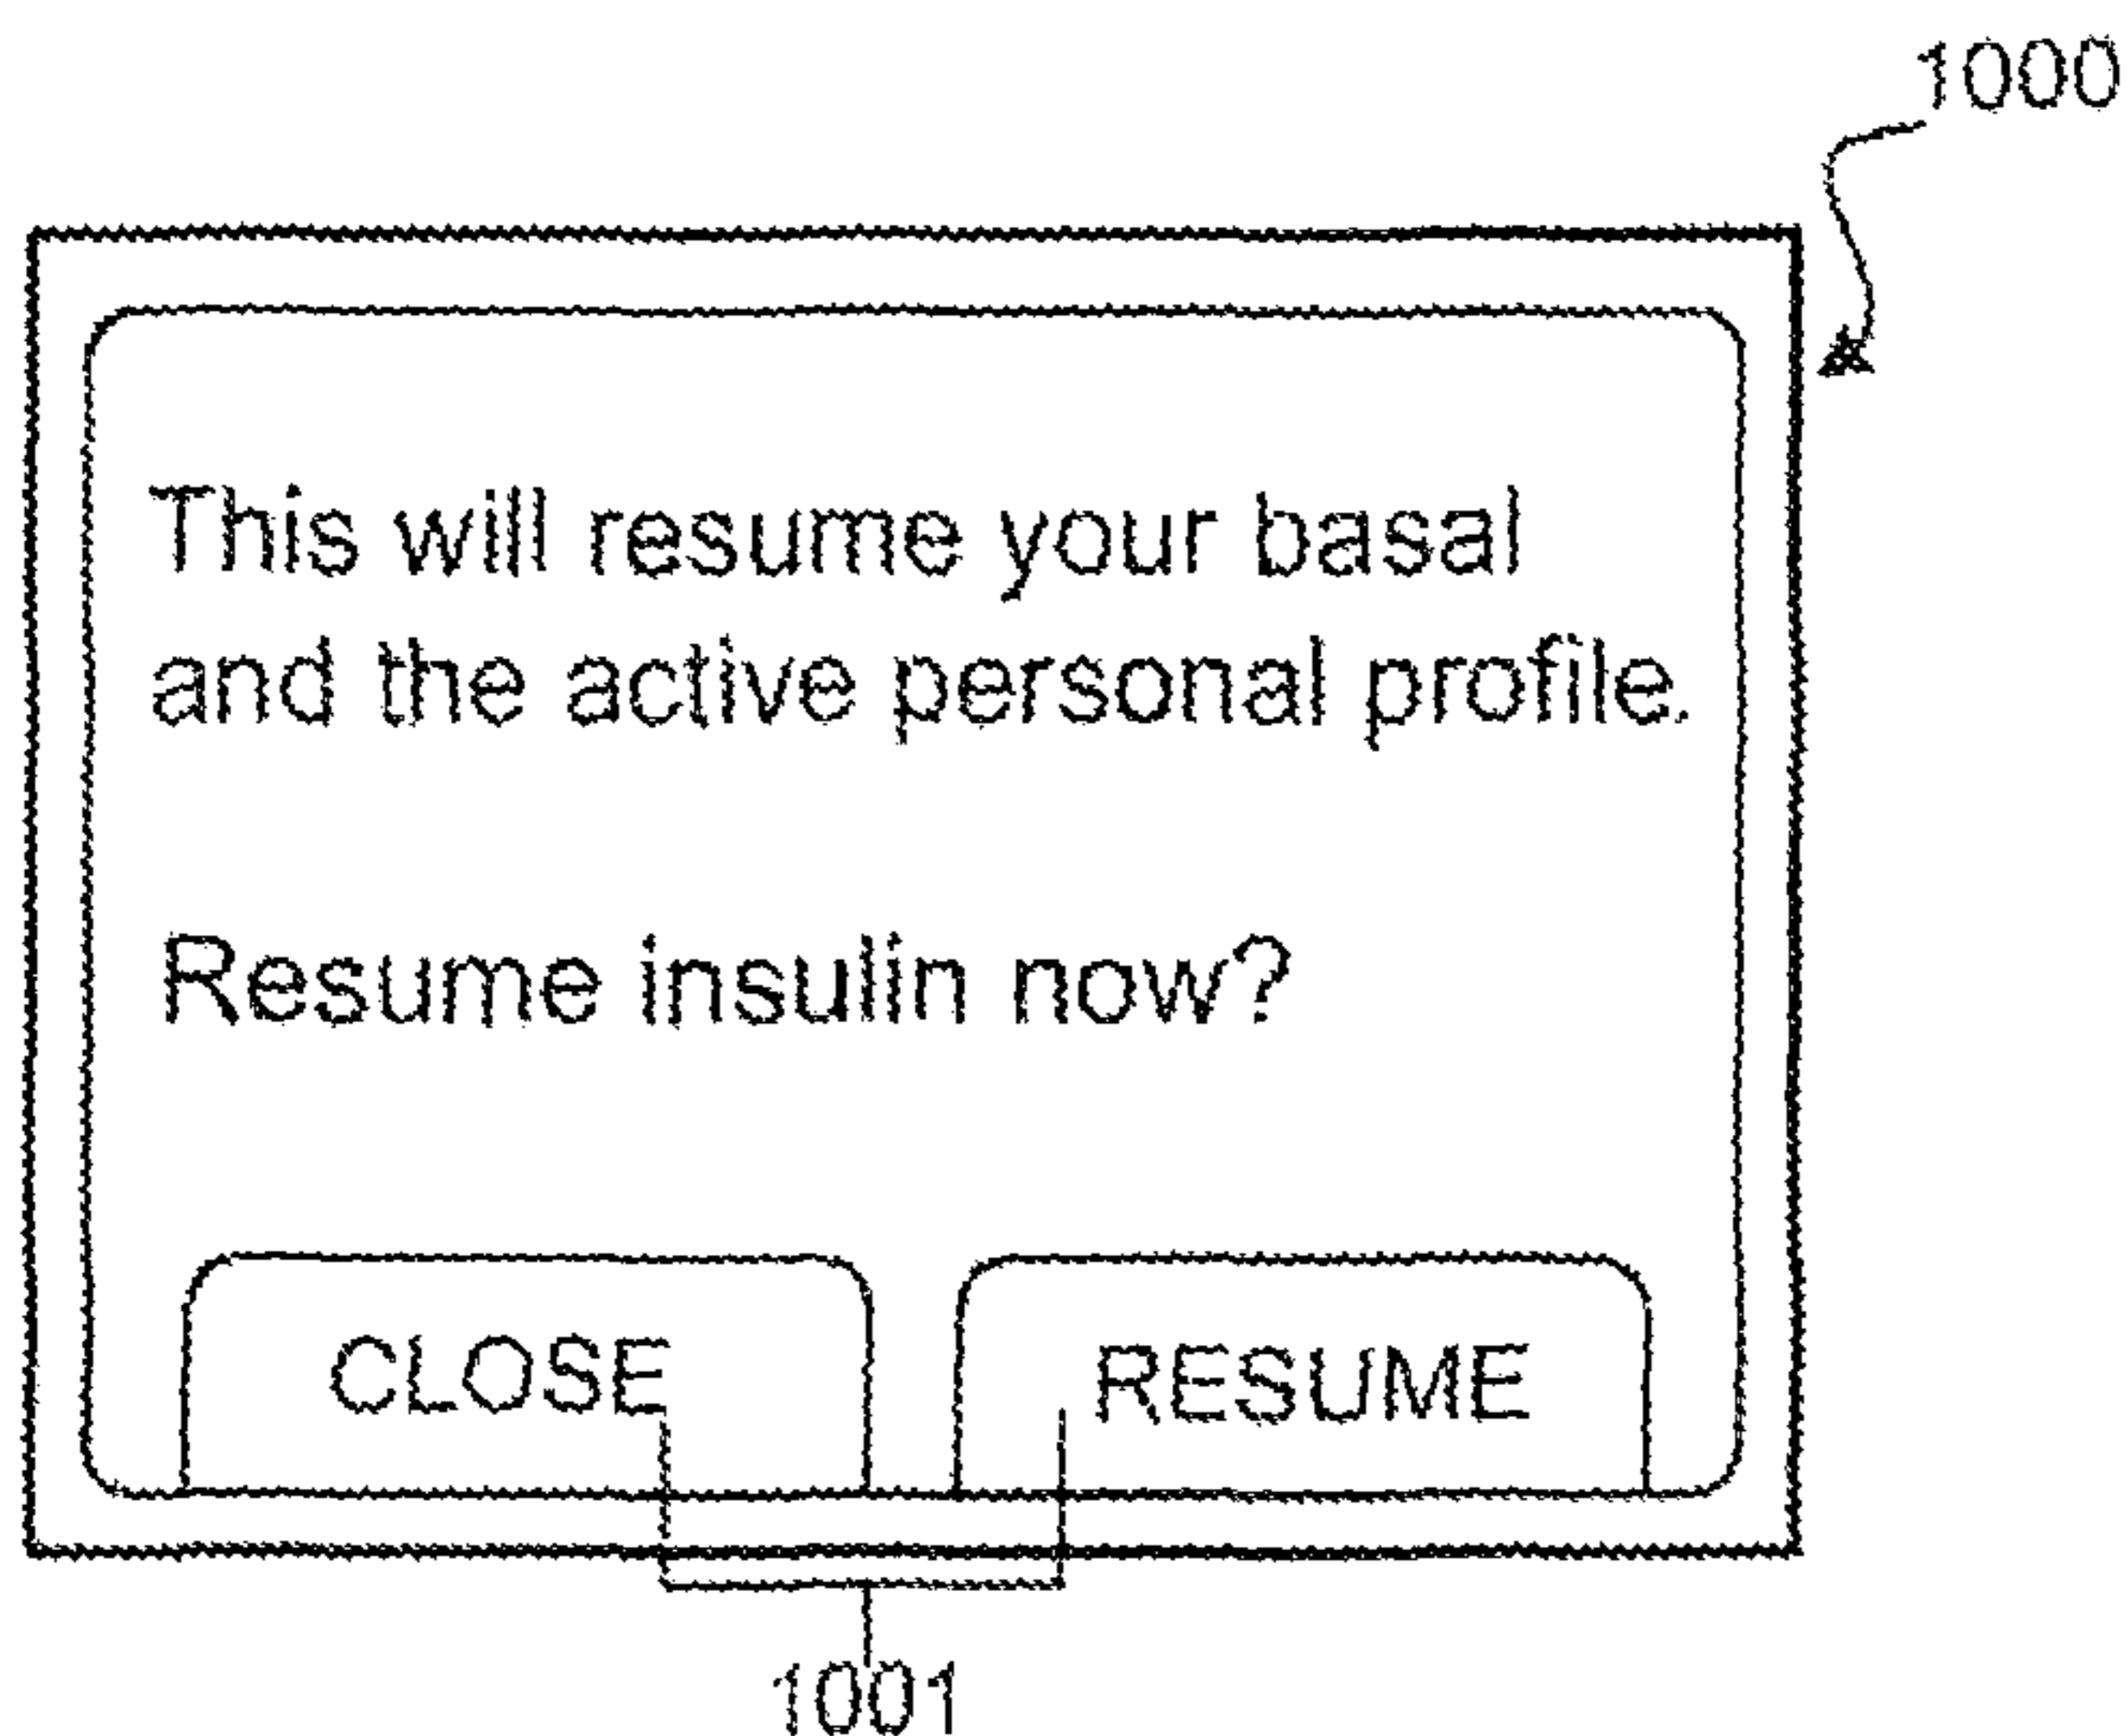 1000
This will resume your basal
and the active personal profile.
Resume insulin now?
CLOSE RESUME
1001